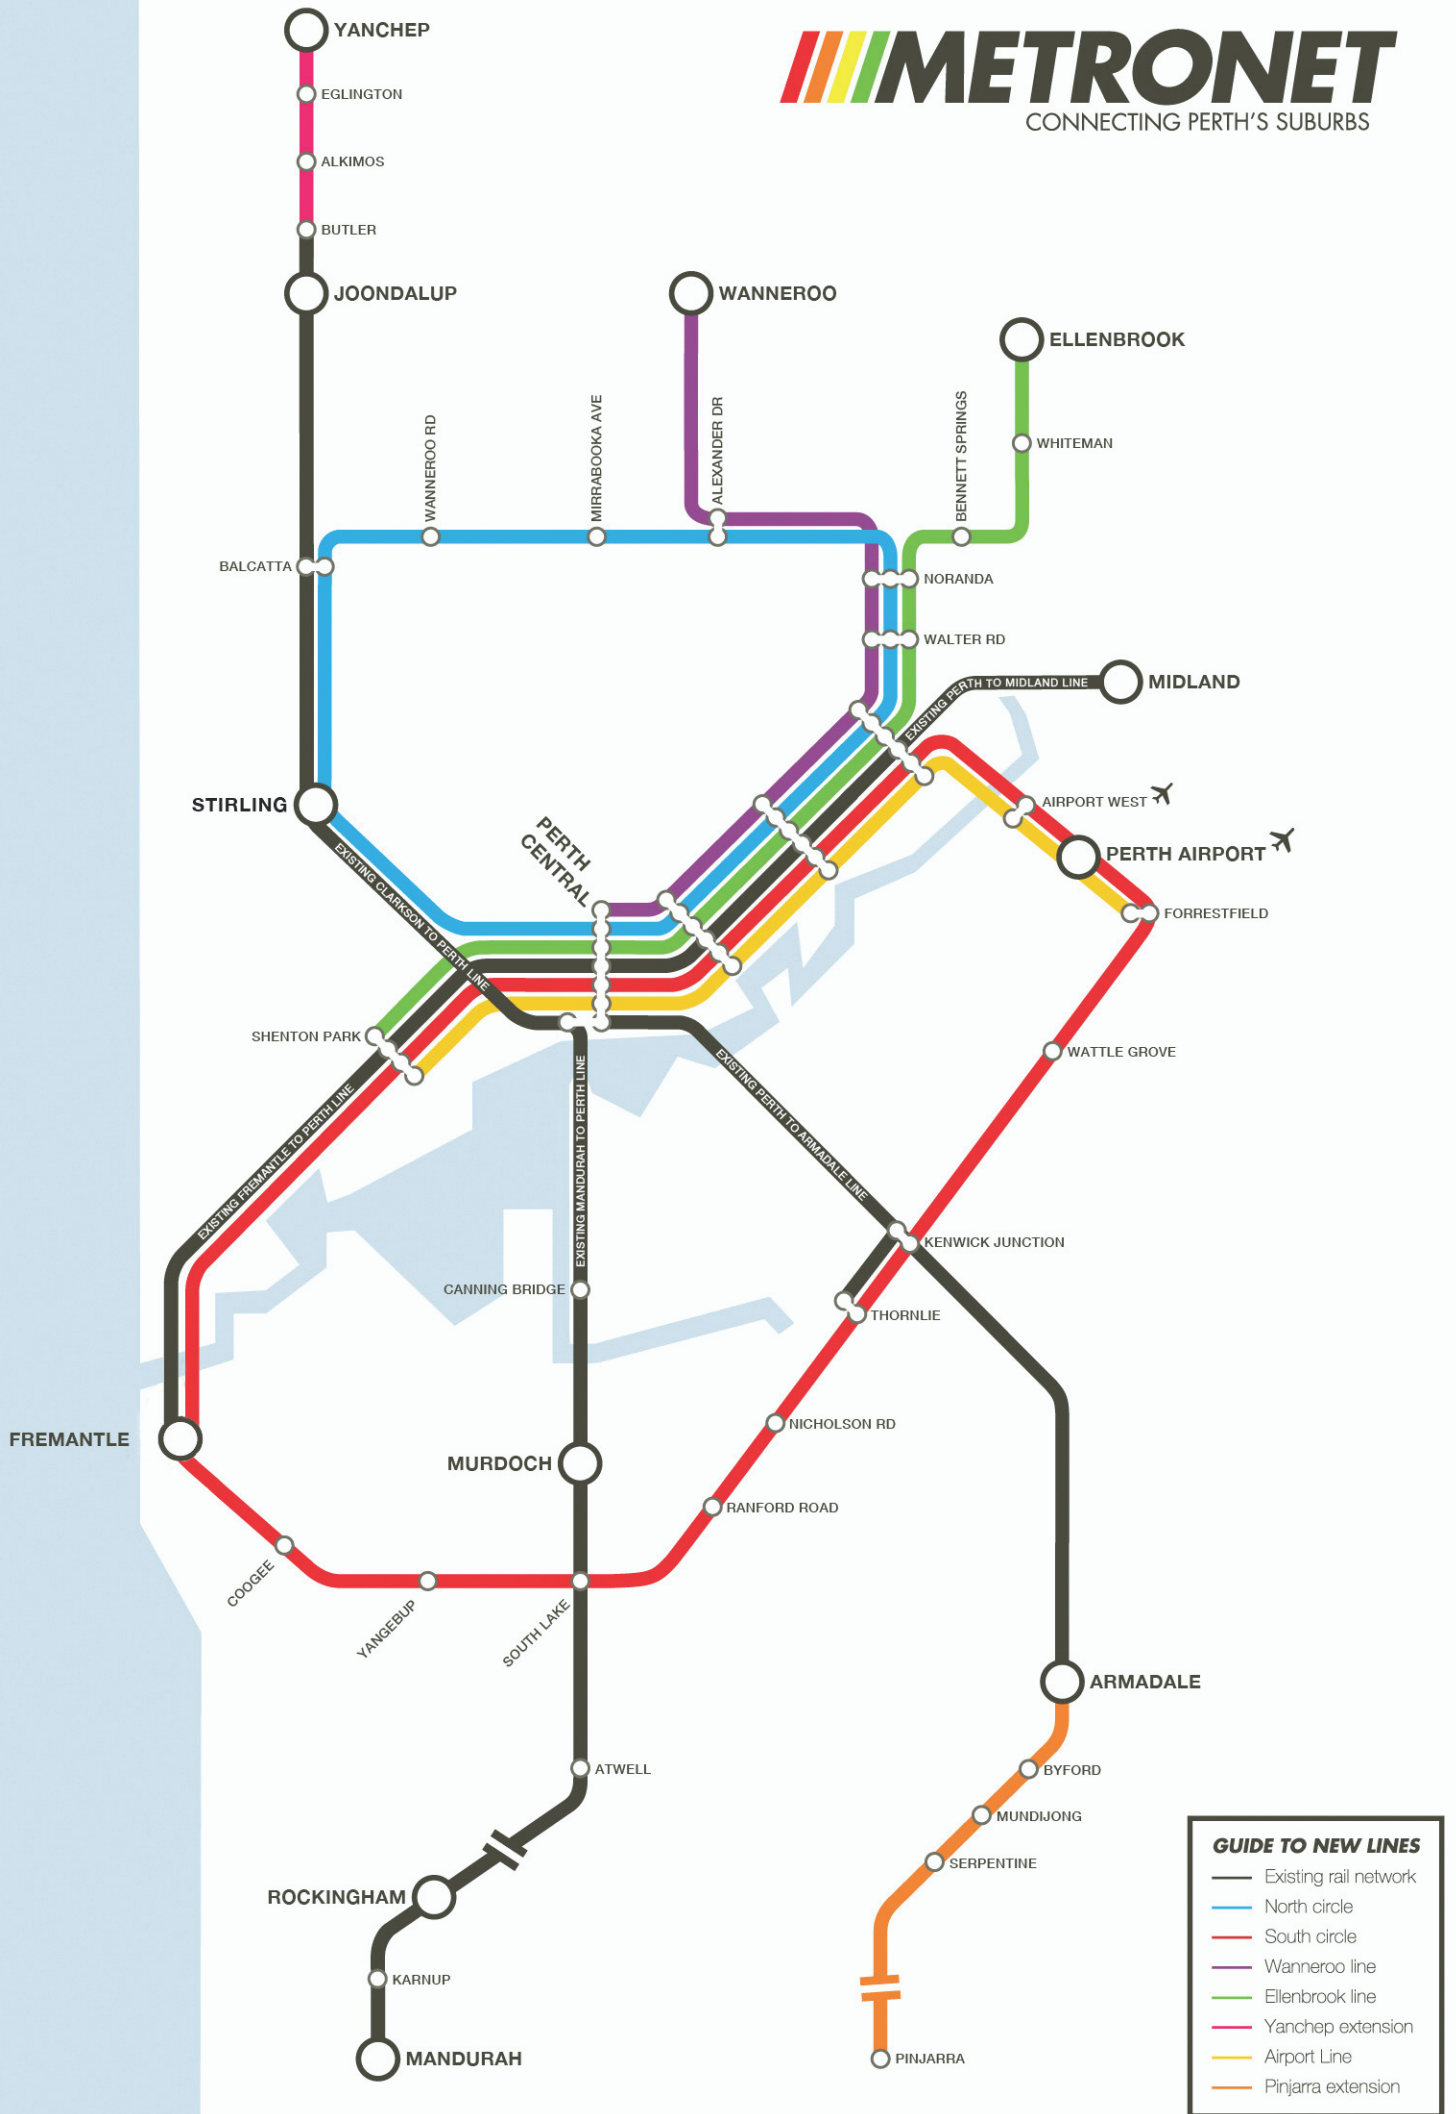 YANCHEP
METRONET
CONNECTING PERTH'S SUBURBS
EGLINGTON
ALKIMOS
BUTLER
JOONDALUP
WANNEROO
ELLENBROOK
WANNEROO RD
MIRRABOOKA AVE
ALEXANDER DR
BENNETT SPRINGS
WHITEMAN
BALCATTA
NORANDA
WALTER RD
EXISTING PERTH TO MIDLAND LINE
MIDLAND
STIRLING
AIRPORT WEST
PERTH
CENTRAL
PERTH AIRPORT
EXISTING CLARKSON TO PERTH LINE
FORRESTFIELD
SHENTON PARK
WATTLE GROVE
EXISTING FREMANTLE TO PERTH LINE
EXISTING MANDURAH TO PERTH LINE
EXISTING PERTH TO ARMADALE LINE
KENWICK JUNCTION
CANNING BRIDGE
THORNLIE
NICHOLSON RD
FREMANTLE
MURDOCH
RANFORD ROAD
COOGEE
YANGEBUP
SOUTH LAKE
ARMADALE
ATWELL
BYFORD
MUNDIJONG
SERPENTINE
ROCKINGHAM
KARNUP
MANDURAH
PINJARRA
GUIDE TO NEW LINES
Existing rail network
North circle
South circle
Wanneroo line
Ellenbrook line
Yanchep extension
Airport Line
Pinjarra extension